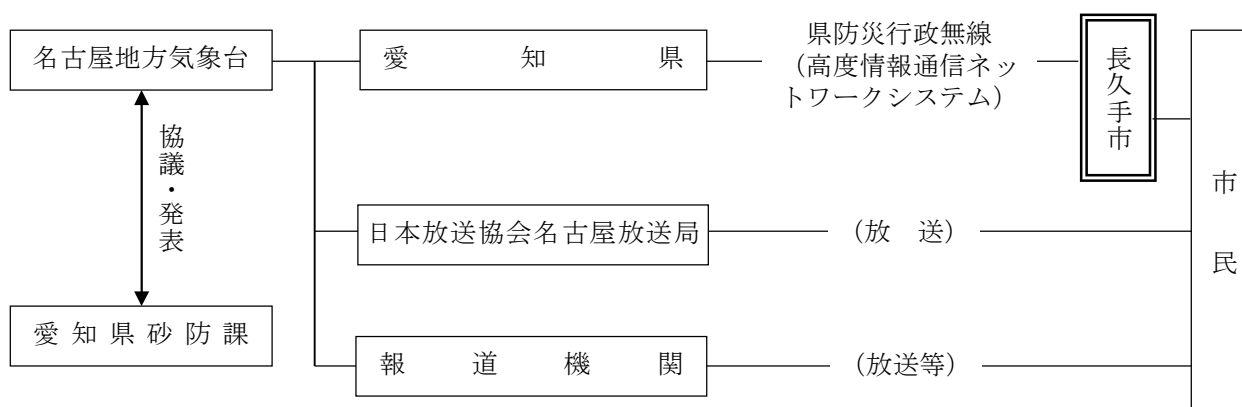 名古屋地方気象台
愛知県
県防災行政無線
（高度情報通信ネッ
トワークシステム）
長久手市
協議・発表
市民
日本放送協会名古屋放送局
（放送）
愛知県砂防課
報道機関
（放送等）